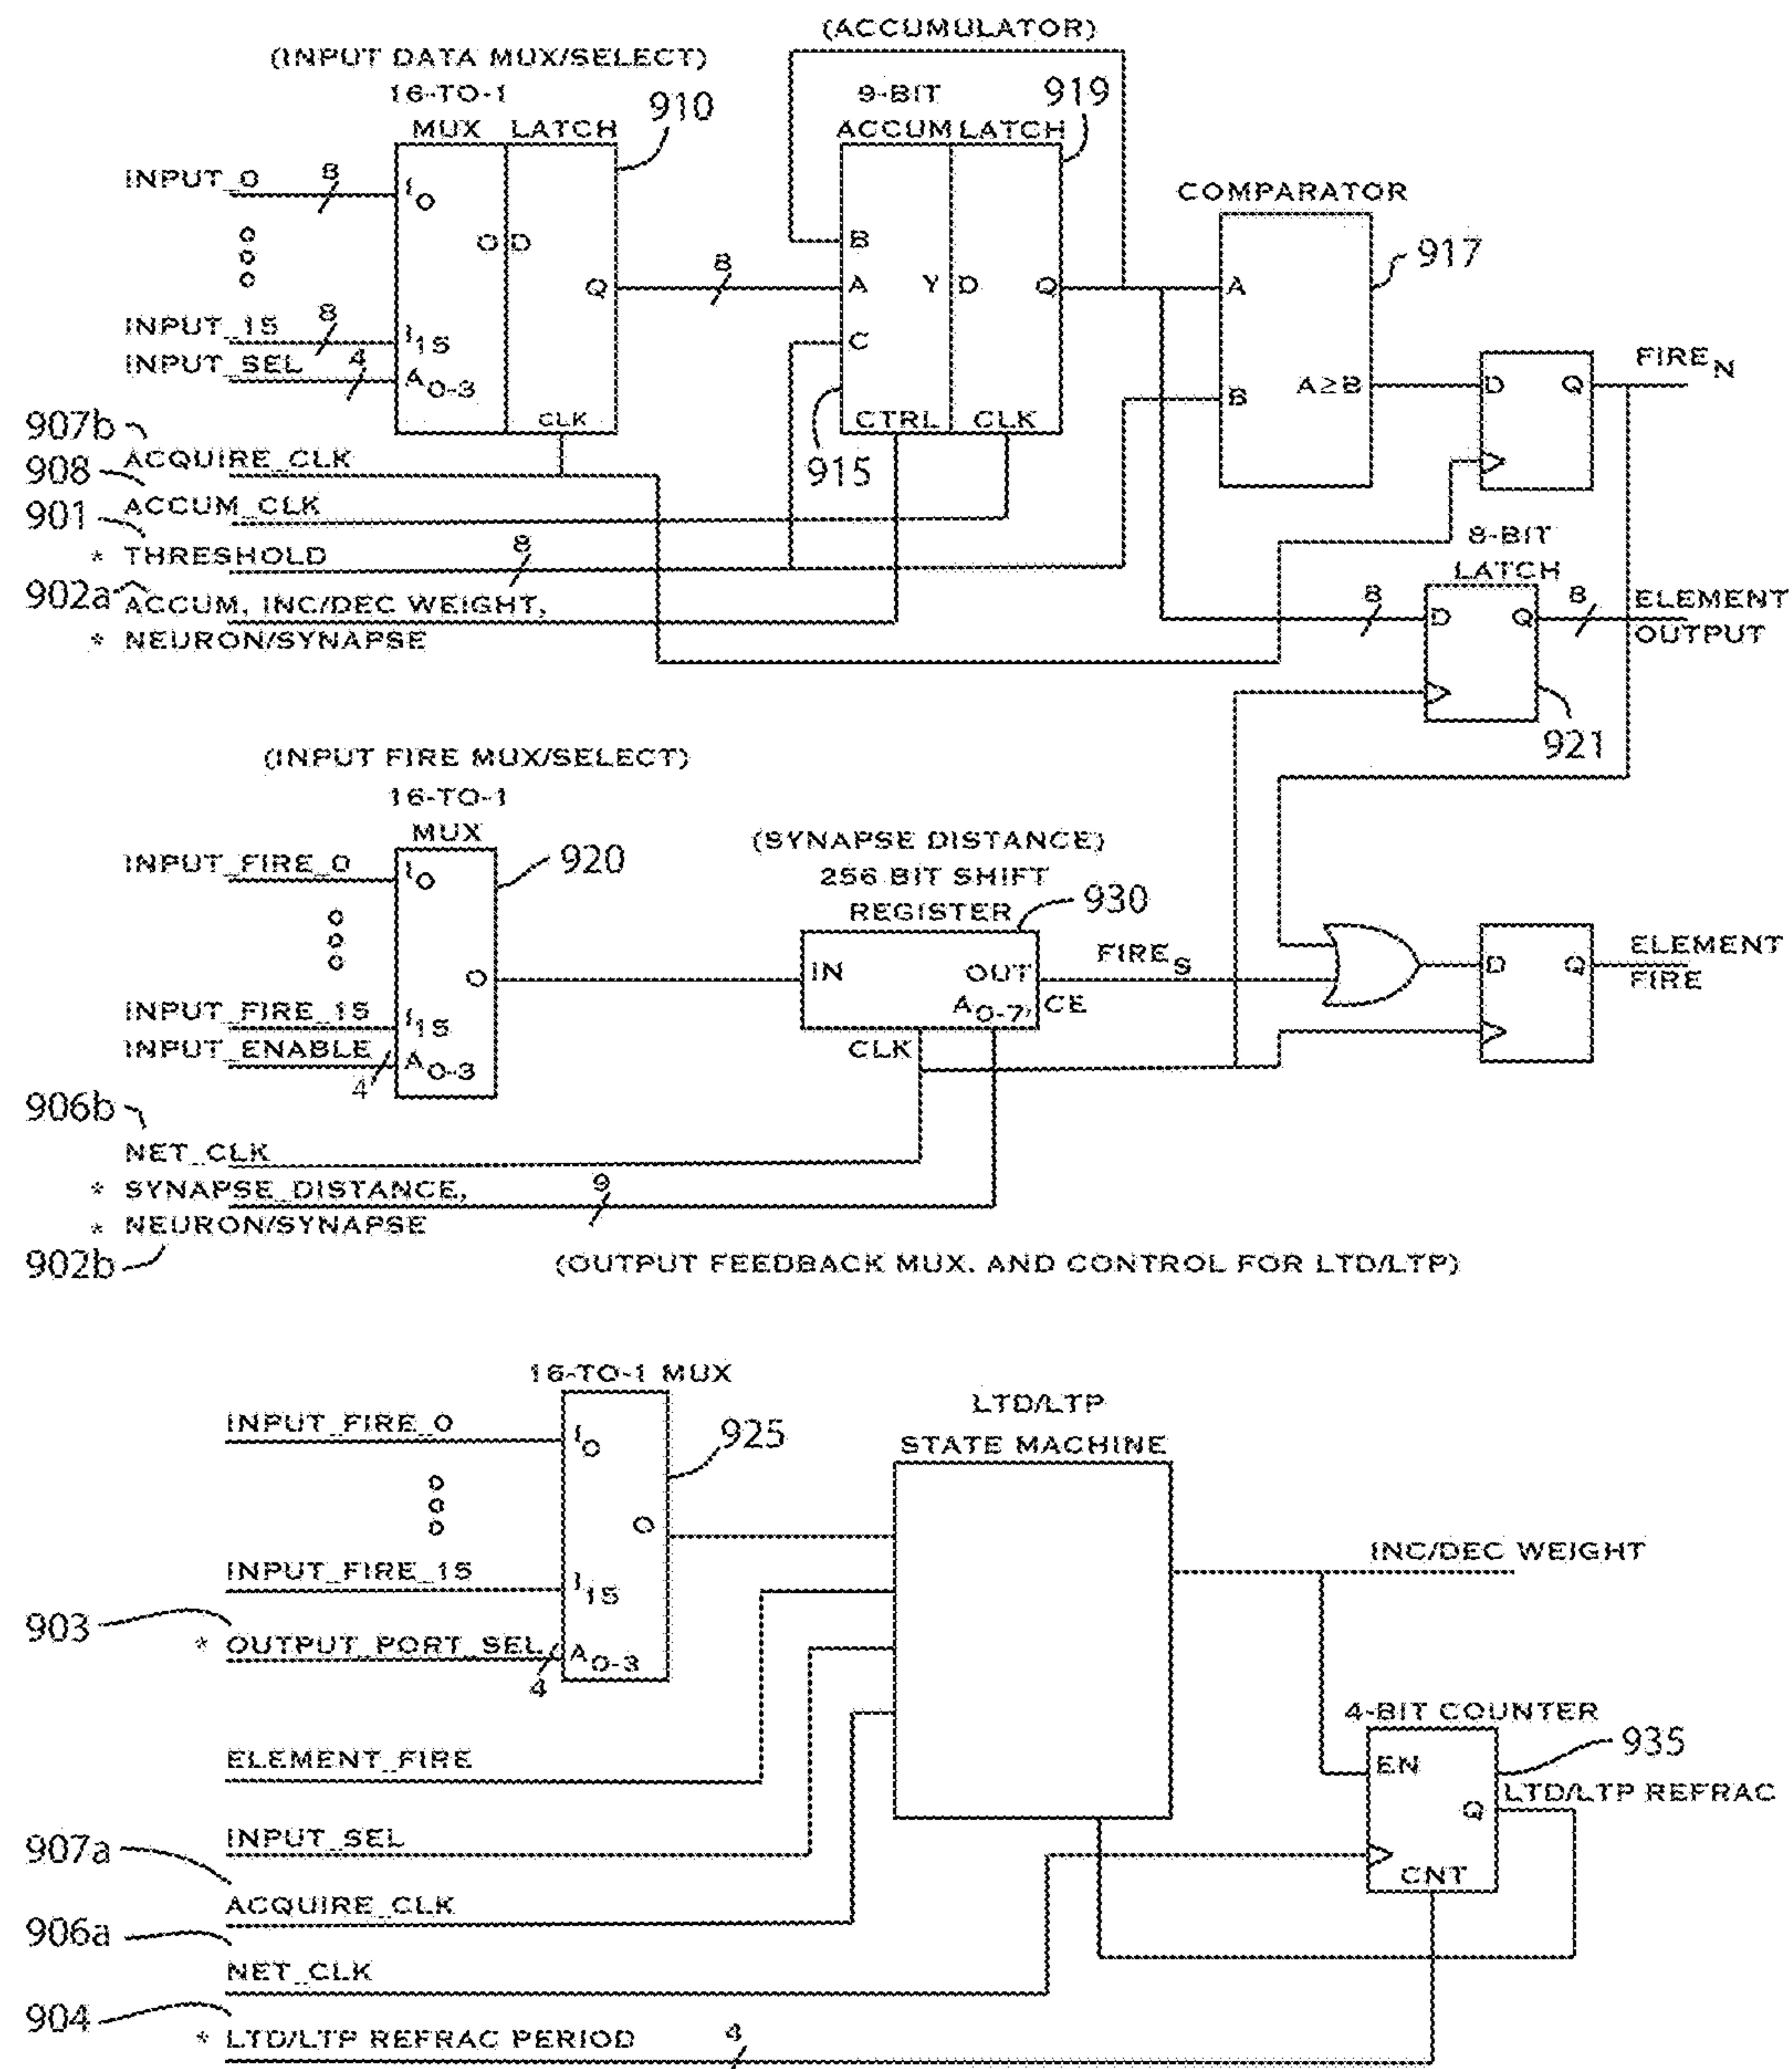 (ACCUMULATOR)
(INPUT DATA MUX/SELECT)
16-TO-1
MUX LATCH
910
9-BIT
ACCUM LATCH
919
INPUT_0
8
I0
O D
Q
INPUT_15
8
I15
INPUT_SEL
4
A0-3
CLK
8
B
A
C
Y D
Q
CTRL CLK
915
COMPARATOR
A
B
A≥B
917
D Q
FIREN
907b
ACQUIRE_CLK
908
ACCUM_CLK
901
* THRESHOLD
8
902a
ACCUM, INC/DEC WEIGHT,
* NEURON/SYNAPSE
8-BIT
LATCH
8
D Q
8
ELEMENT
OUTPUT
921
(INPUT FIRE MUX/SELECT)
16-TO-1
MUX
920
INPUT_FIRE_0
I0
O
INPUT_FIRE_15
I15
INPUT_ENABLE
4
A0-3
(SYNAPSE DISTANCE)
256 BIT SHIFT
REGISTER
930
IN OUT
A0-7, CE
CLK
FIRES
D Q
ELEMENT
FIRE
906b
NET_CLK
* SYNAPSE_DISTANCE,
9
* NEURON/SYNAPSE
902b
(OUTPUT FEEDBACK MUX. AND CONTROL FOR LTD/LTP)
16-TO-1 MUX
925
INPUT_FIRE_0
I0
O
INPUT_FIRE_15
I15
903
* OUTPUT_PORT_SEL
4
A0-3
LTD/LTP
STATE MACHINE
INC/DEC WEIGHT
ELEMENT_FIRE
4-BIT COUNTER
935
EN
Q
LTD/LTP REFRAC
CNT
INPUT_SEL
907a
ACQUIRE_CLK
906a
NET_CLK
904
* LTD/LTP REFRAC PERIOD
4